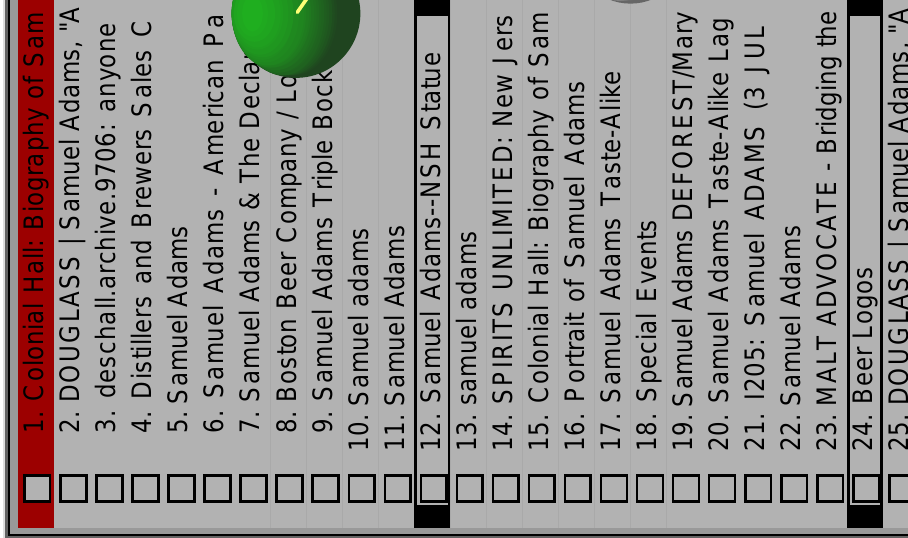 1. Colonial Hall: Biography of Sam
2. DOUGLASS | Samuel Adams, "A
3. deschall.archive.9706: anyone
4. Distillers and Brewers Sales C
5. Samuel Adams
6. Samuel Adams - American Pa
7. Samuel Adams & The Decla
8. Boston Beer Company / Lo
9. Samuel Adams Triple Bock
10. Samuel adams
11. Samuel Adams
12. Samuel Adams--NSH Statue
13. samuel adams
14. SPIRITS UNLIMITED: New Jers
15. Colonial Hall: Biography of Sam
16. Portrait of Samuel Adams
17. Samuel Adams Taste-Alike
18. Special Events
19. Samuel Adams DEFOREST/Mary
20. Samuel Adams Taste-Alike Lag
21. I205: Samuel ADAMS (3 JUL
22. Samuel Adams
23. MALT ADVOCATE - Bridging the
24. Beer Logos
25. DOUGLASS | Samuel Adams, "A